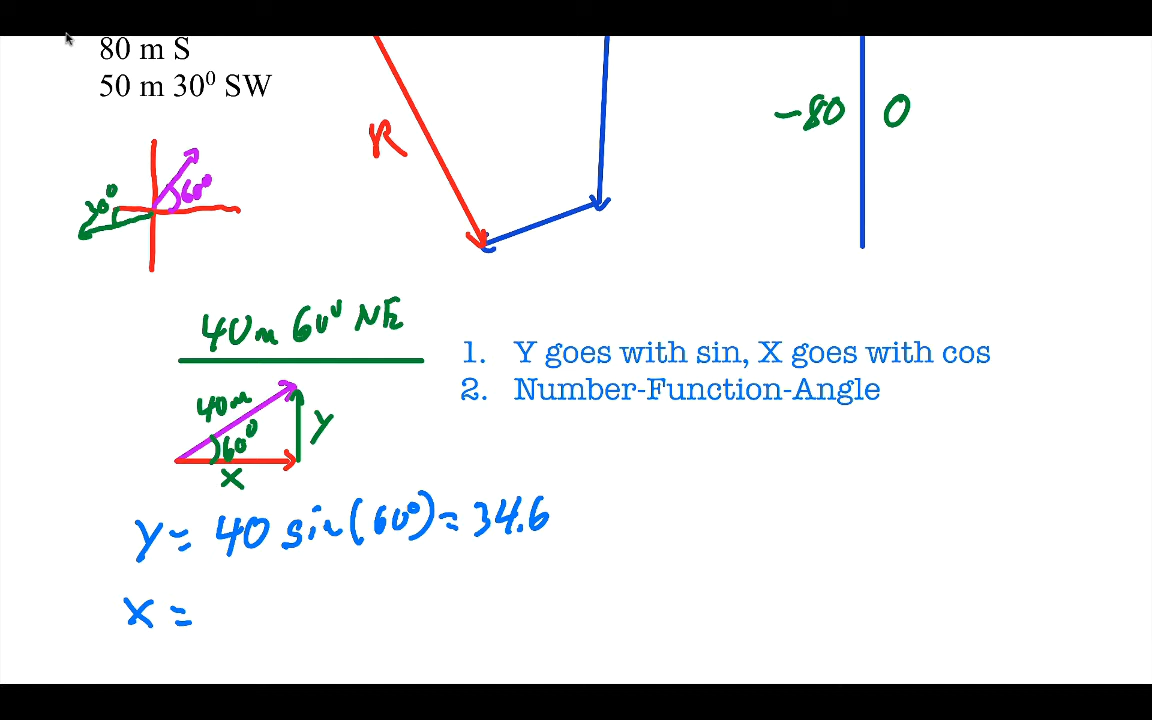 80 m S
50 m 30⁰ SW
R
-80 0
60⁰
30⁰
40m 60⁰ NE
1. Y goes with sin, X goes with cos
2. Number-Function-Angle
40m
60⁰
Y
X
Y = 40 sin(60⁰) = 34.6
X =